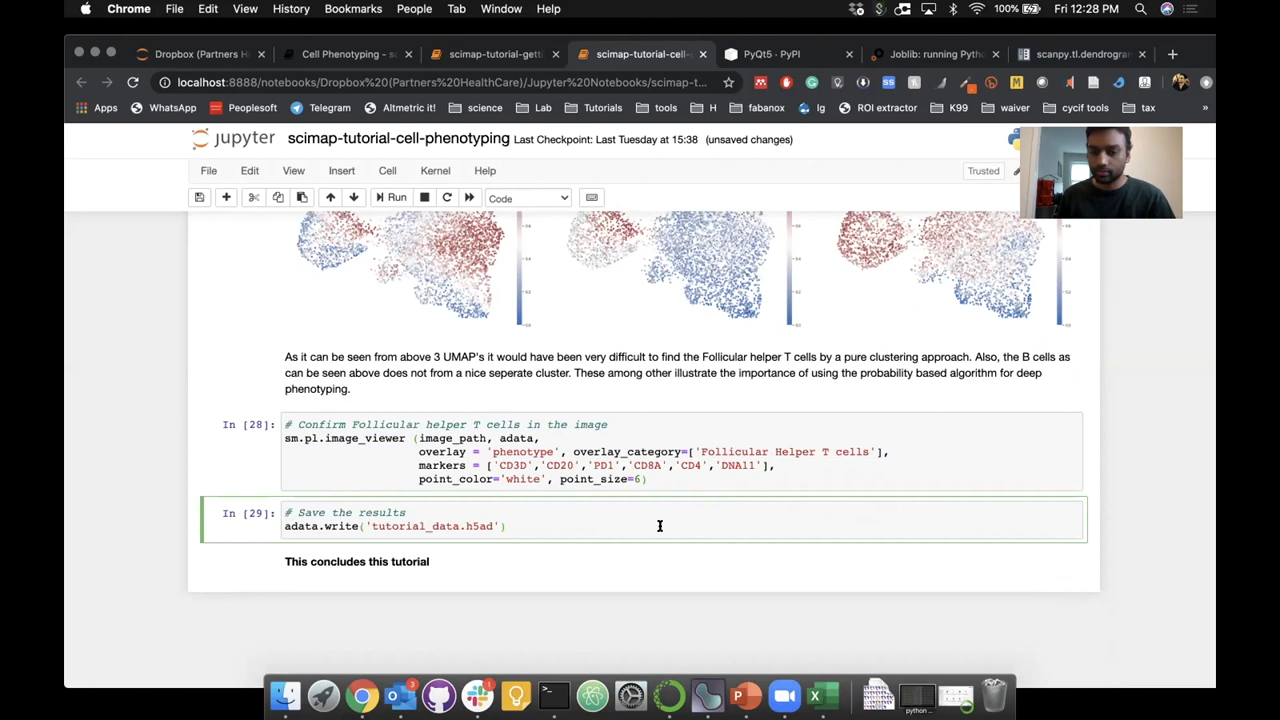 Chrome File Edit View History Bookmarks People Tab Window Help 100% Fri 12:28 PM
Dropbox (Partners H Cell Phenotyping - s scimap-tutorial-getti scimap-tutorial-cell- PyQt5 - PyPI Joblib: running Pytho scanpy.tl.dendrogra
localhost:8888/notebooks/Dropbox%20(Partners%20HealthCare)/Jupyter%20Notebooks/scimap-t...
Apps WhatsApp Peoplesoft Telegram Altmetric it! science Lab Tutorials tools H fabanox Ig ROI extractor K99 waiver cycif tools tax »
jupyter scimap-tutorial-cell-phenotyping Last Checkpoint: Last Tuesday at 15:38 (unsaved changes)
File Edit View Insert Cell Kernel Help Trusted
Run Code
As it can be seen from above 3 UMAP's it would have been very difficult to find the Follicular helper T cells by a pure clustering approach. Also, the B cells as
can be seen above does not from a nice seperate cluster. These among other illustrate the importance of using the probability based algorithm for deep
phenotyping.
In [28]: # Confirm Follicular helper T cells in the image
sm.pl.image_viewer (image_path, adata,
overlay = 'phenotype', overlay_category=['Follicular Helper T cells'],
markers = ['CD3D','CD20','PD1','CD8A','CD4','DNA11'],
point_color='white', point_size=6)
In [29]: # Save the results
adata.write('tutorial_data.h5ad')
This concludes this tutorial